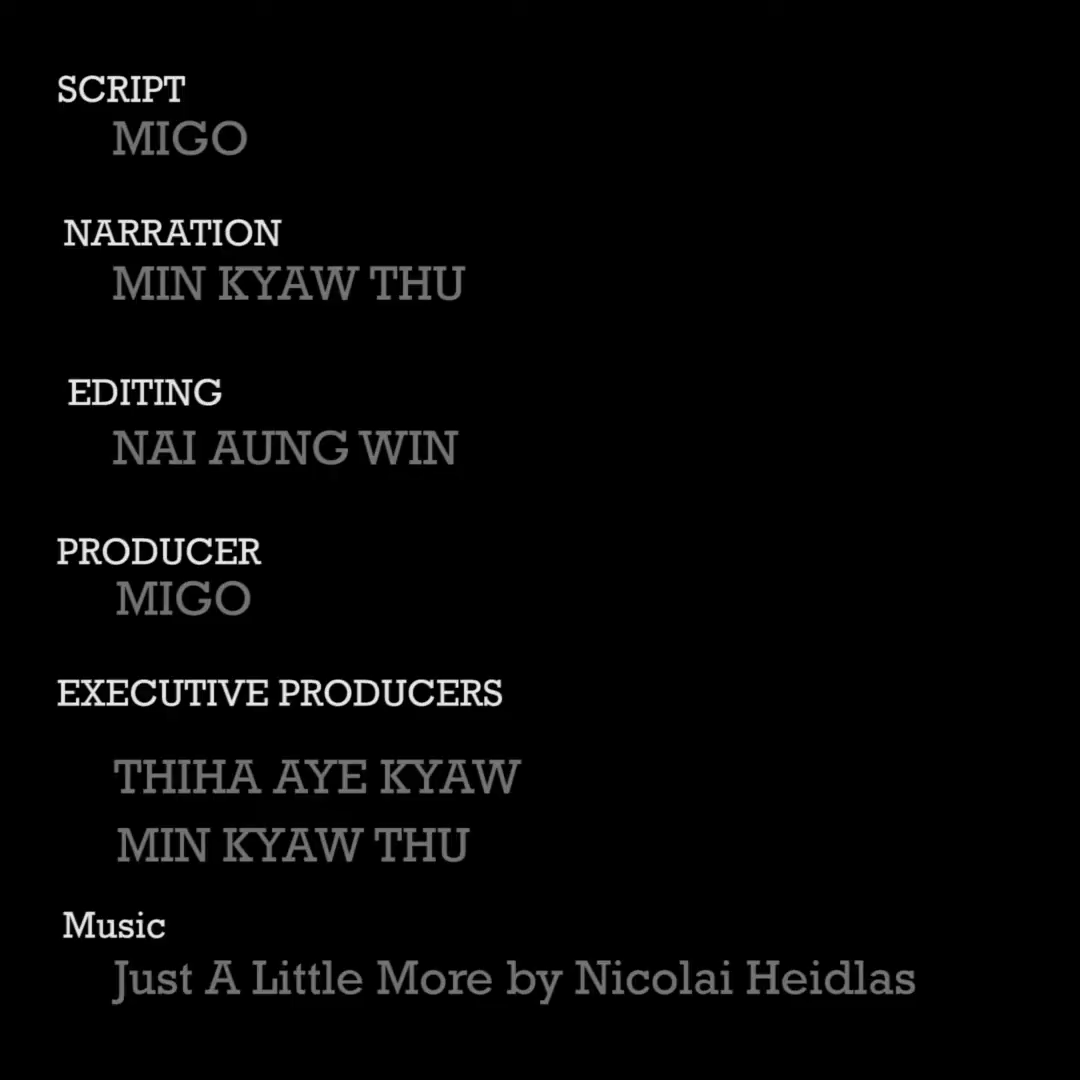 SCRIPT
MIGO
NARRATION
MIN KYAW THU
EDITING
NAI AUNG WIN
PRODUCER
MIGO
EXECUTIVE PRODUCERS
THIHA AYE KYAW
MIN KYAW THU
Music
Just A Little More by Nicolai Heidlas